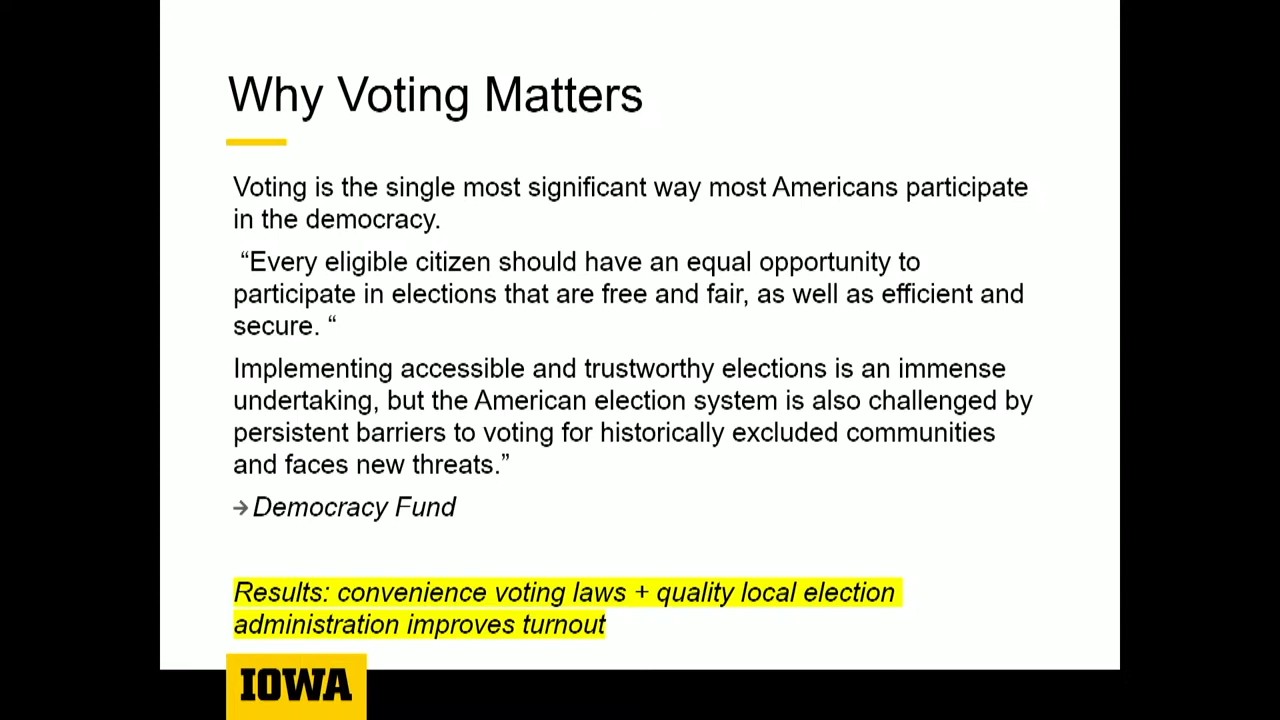 Why Voting Matters
Voting is the single most significant way most Americans participate
in the democracy.
“Every eligible citizen should have an equal opportunity to
participate in elections that are free and fair, as well as efficient and
secure. “
Implementing accessible and trustworthy elections is an immense
undertaking, but the American election system is also challenged by
persistent barriers to voting for historically excluded communities
and faces new threats.”
→ Democracy Fund
Results: convenience voting laws + quality local election
administration improves turnout
IOWA